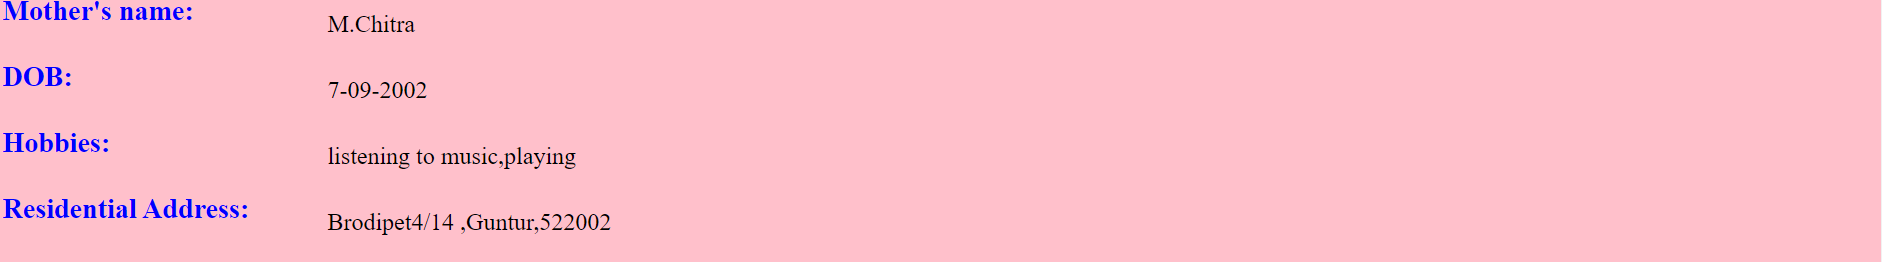 Mother's name:
M.Chitra
DOB:
7-09-2002
Hobbies:
listening to music,playing
Residential Address:
Brodipet4/14 ,Guntur,522002